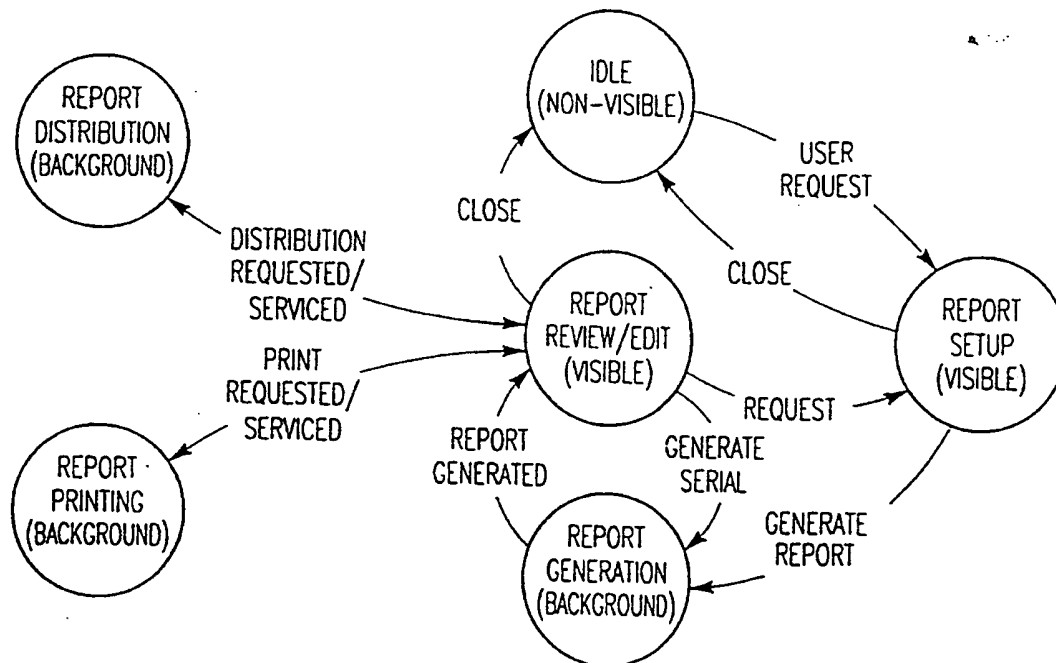 REPORT
DISTRIBUTION
(BACKGROUND)
IDLE
(NON-VISIBLE)
USER
REQUEST
CLOSE
CLOSE
DISTRIBUTION
REQUESTED/
SERVICED
REPORT
REVIEW/EDIT
(VISIBLE)
REPORT
SETUP
(VISIBLE)
PRINT
REQUESTED/
SERVICED
REQUEST
REPORT
GENERATED
GENERATE
SERIAL
REPORT
PRINTING
(BACKGROUND)
GENERATE
REPORT
REPORT
GENERATION
(BACKGROUND)